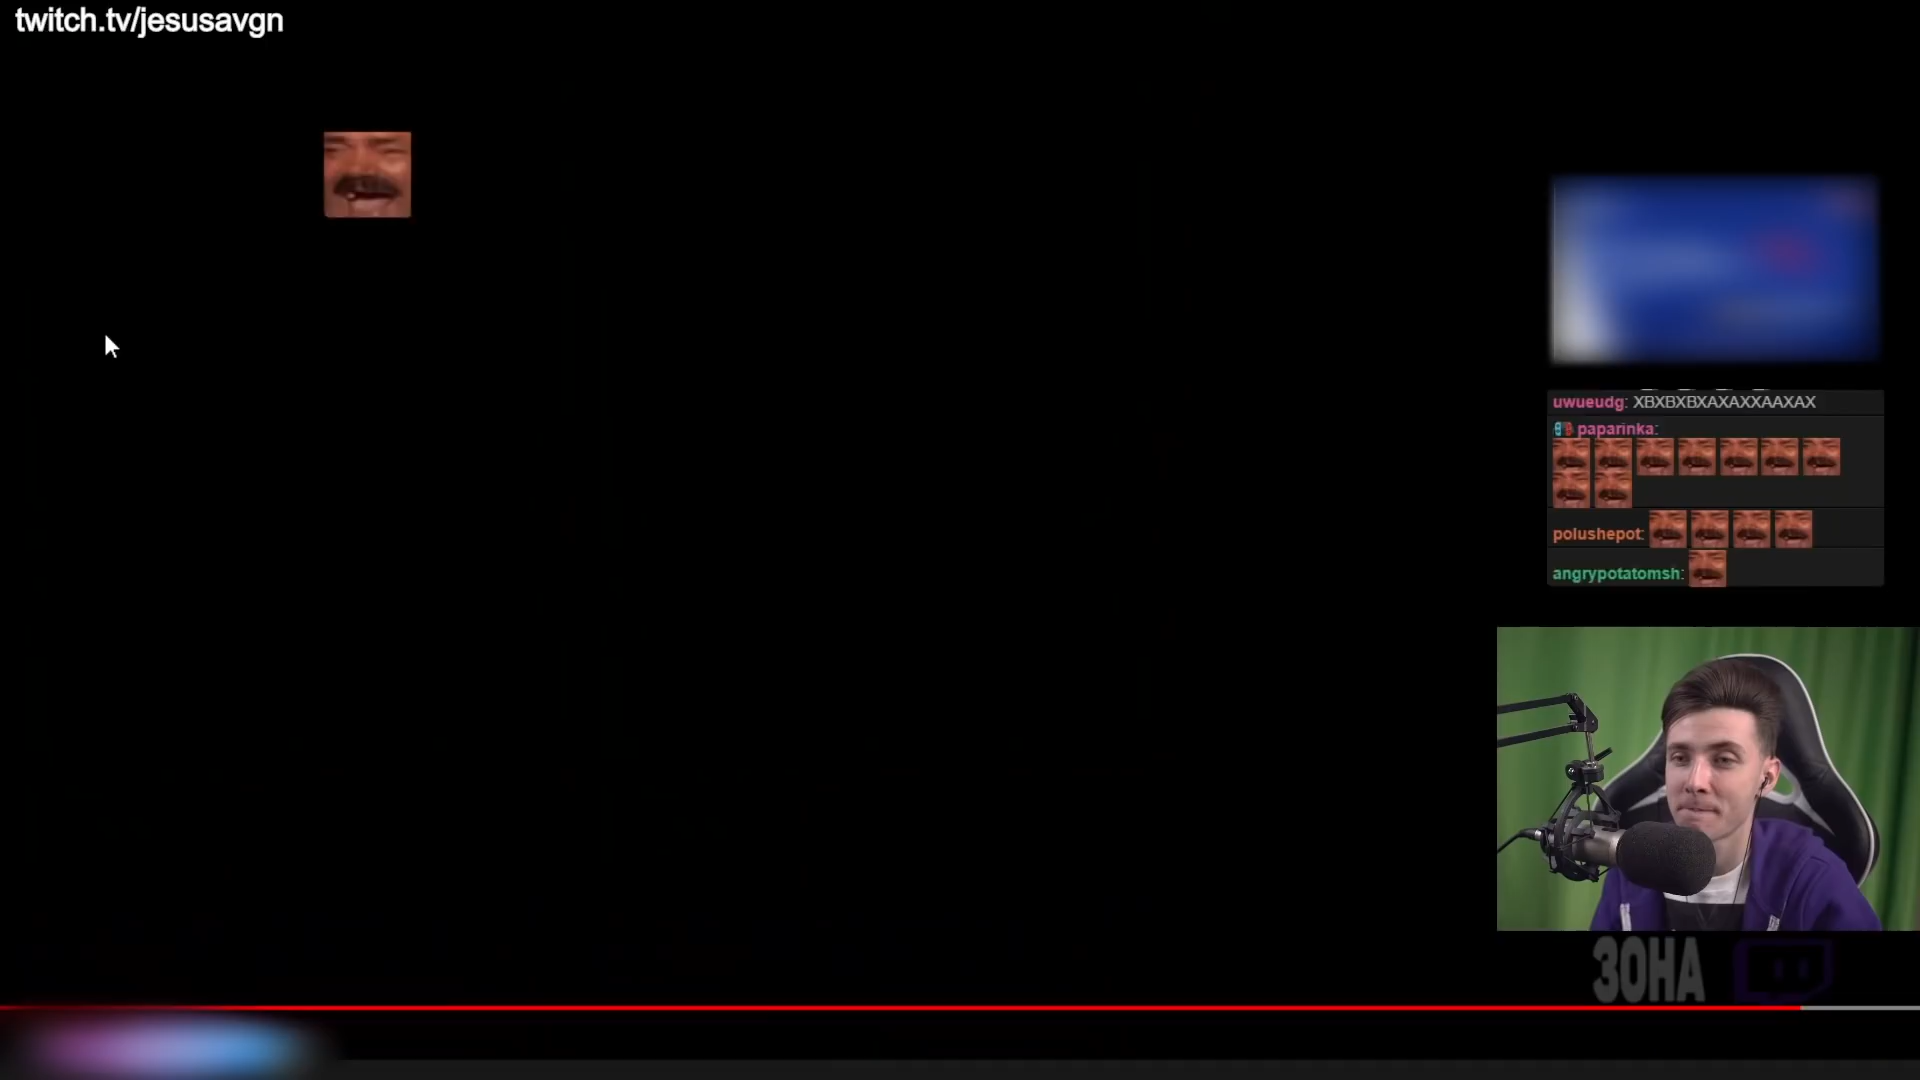 twitch.tv/jesusavgn
uwueudg: XBXBXBXAXAXXAAXAX
paparinka:
polushepot:
angrypotatomsh:
ЗОНА